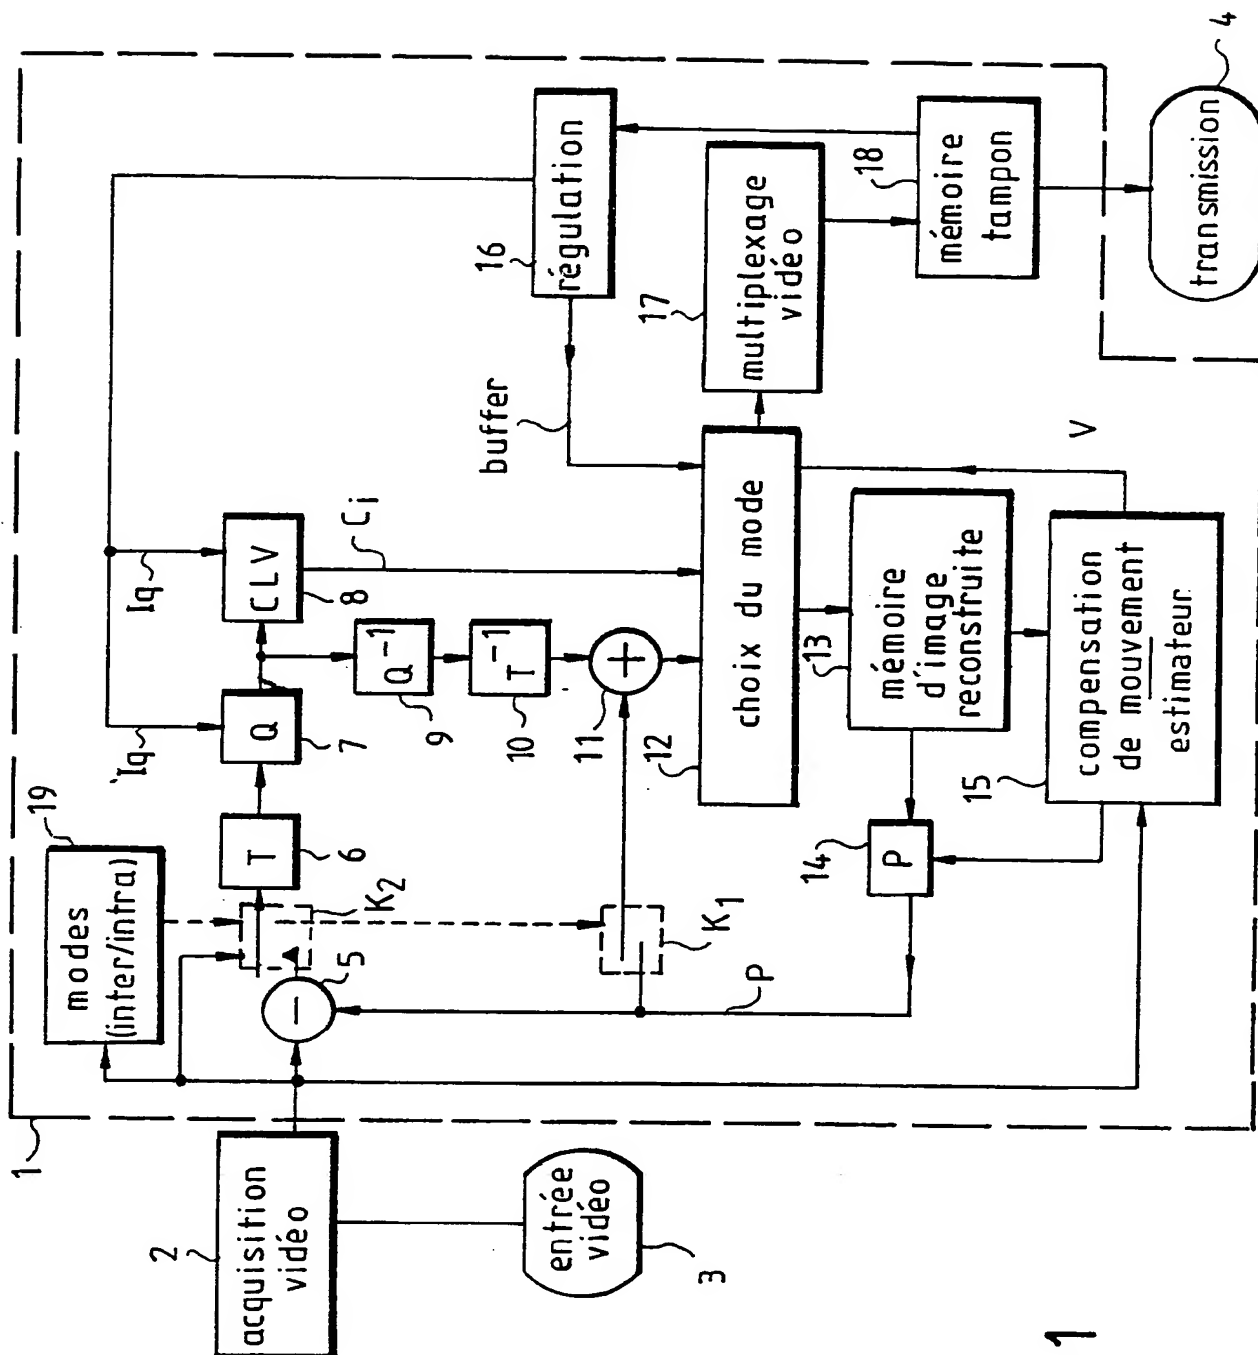 1
2
acquisition
vidéo
entrée
vidéo
3
19
modes
(inter/intra)
K2
5
T
6
Iq
Q
7
Iq
CLV
8
Ci
Q-1
9
T-1
10
+
11
-
K1
P
buffer
16
régulation
choix du mode
12
17
multiplexage
vidéo
18
mémoire
tampon
transmission
4
13
mémoire
d'image
reconstruite
14
P
15
compensation
de mouvement
estimateur
V
1